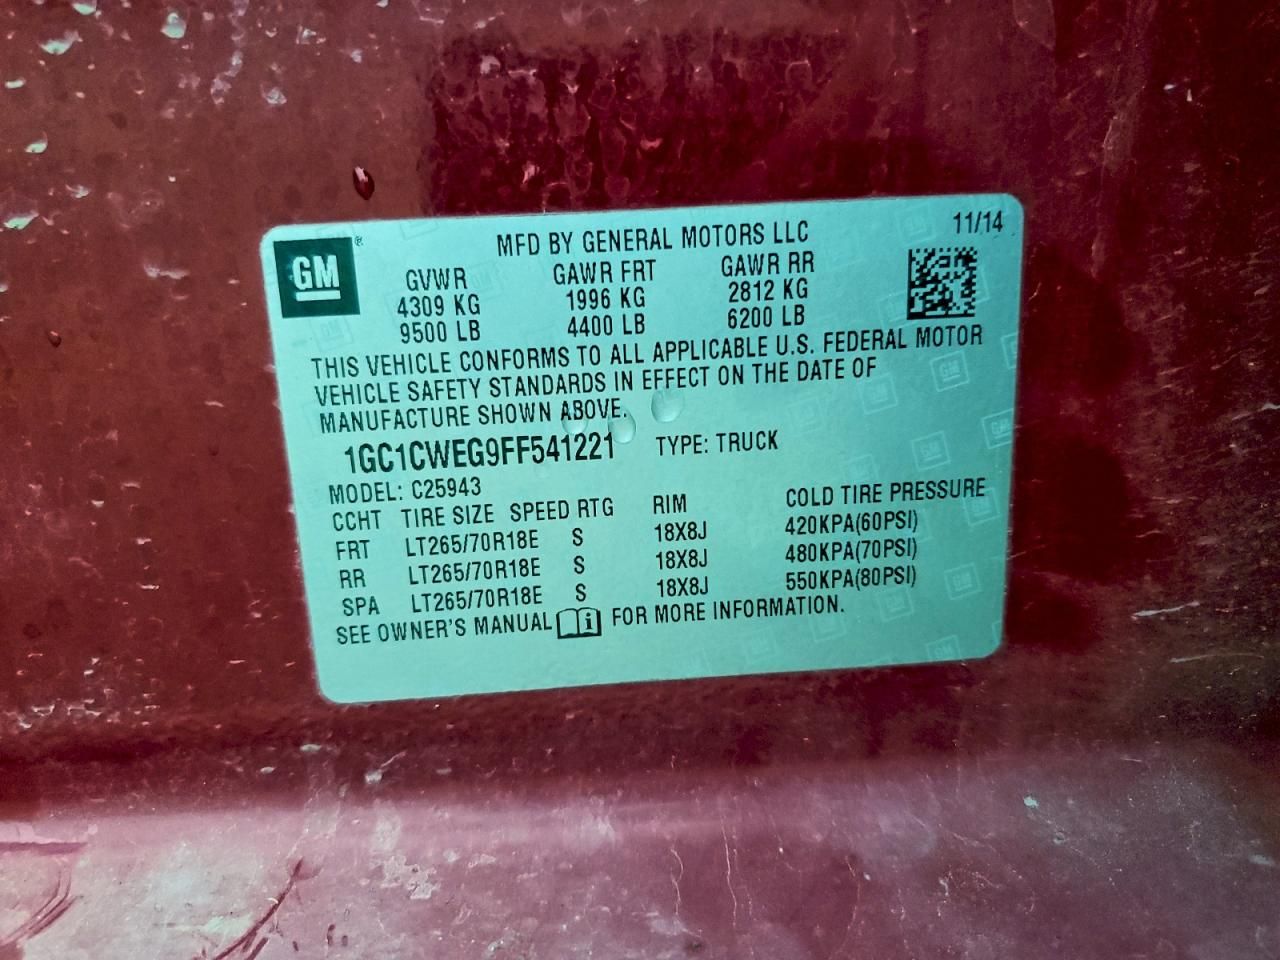 GM ® MFD BY GENERAL MOTORS LLC 11/14
GVWR GAWR FRT GAWR RR
4309 KG 1996 KG 2812 KG
9500 LB 4400 LB 6200 LB
THIS VEHICLE CONFORMS TO ALL APPLICABLE U.S. FEDERAL MOTOR
VEHICLE SAFETY STANDARDS IN EFFECT ON THE DATE OF
MANUFACTURE SHOWN ABOVE.
1GC1CWEG9FF541221 TYPE: TRUCK
MODEL: C25943
CCHT TIRE SIZE SPEED RTG RIM COLD TIRE PRESSURE
FRT LT265/70R18E S 18X8J 420KPA(60PSI)
RR LT265/70R18E S 18X8J 480KPA(70PSI)
SPA LT265/70R18E S 18X8J 550KPA(80PSI)
SEE OWNER'S MANUAL i FOR MORE INFORMATION.